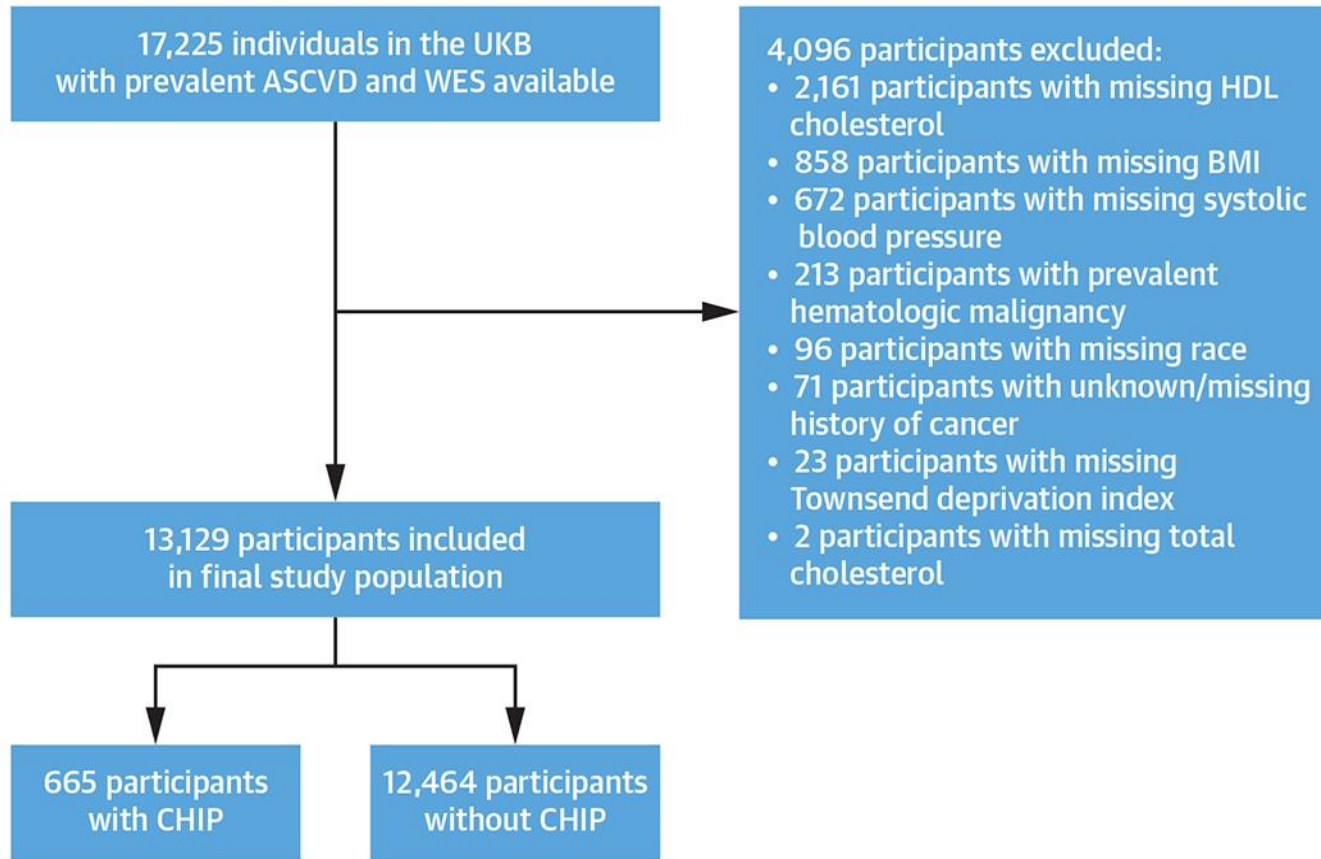 17,225 individuals in the UKB
with prevalent ASCVD and WES available
4,096 participants excluded:
• 2,161 participants with missing HDL
cholesterol
• 858 participants with missing BMI
• 672 participants with missing systolic
blood pressure
• 213 participants with prevalent
hematologic malignancy
• 96 participants with missing race
• 71 participants with unknown/missing
history of cancer
• 23 participants with missing
Townsend deprivation index
• 2 participants with missing total
cholesterol
13,129 participants included
in final study population
665 participants
with CHIP
12,464 participants
without CHIP